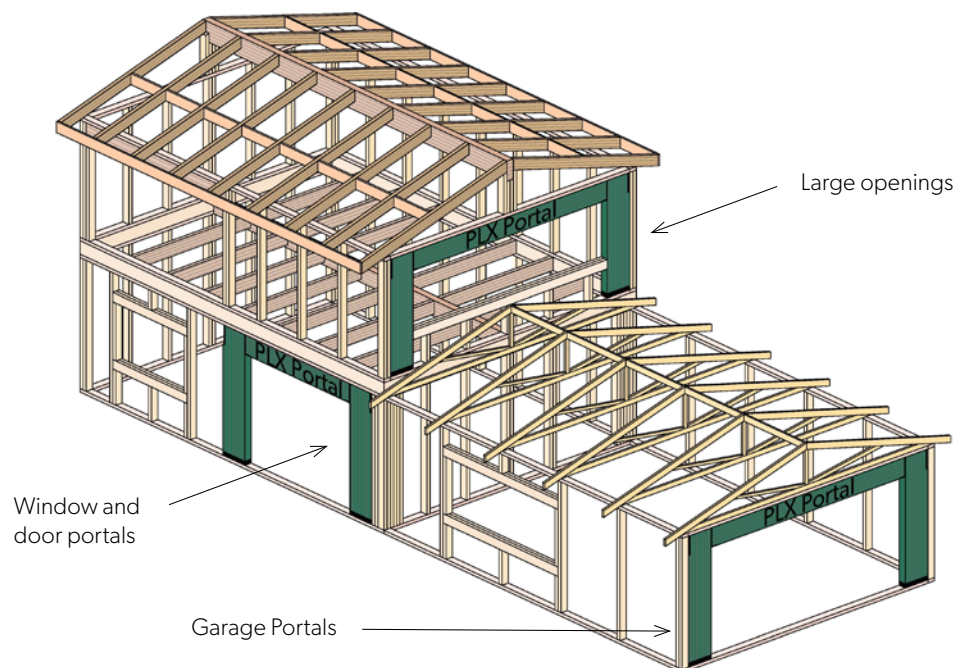 Large openings
PLX Portal
PLX Portal
PLX Portal
Window and
door portals
Garage Portals